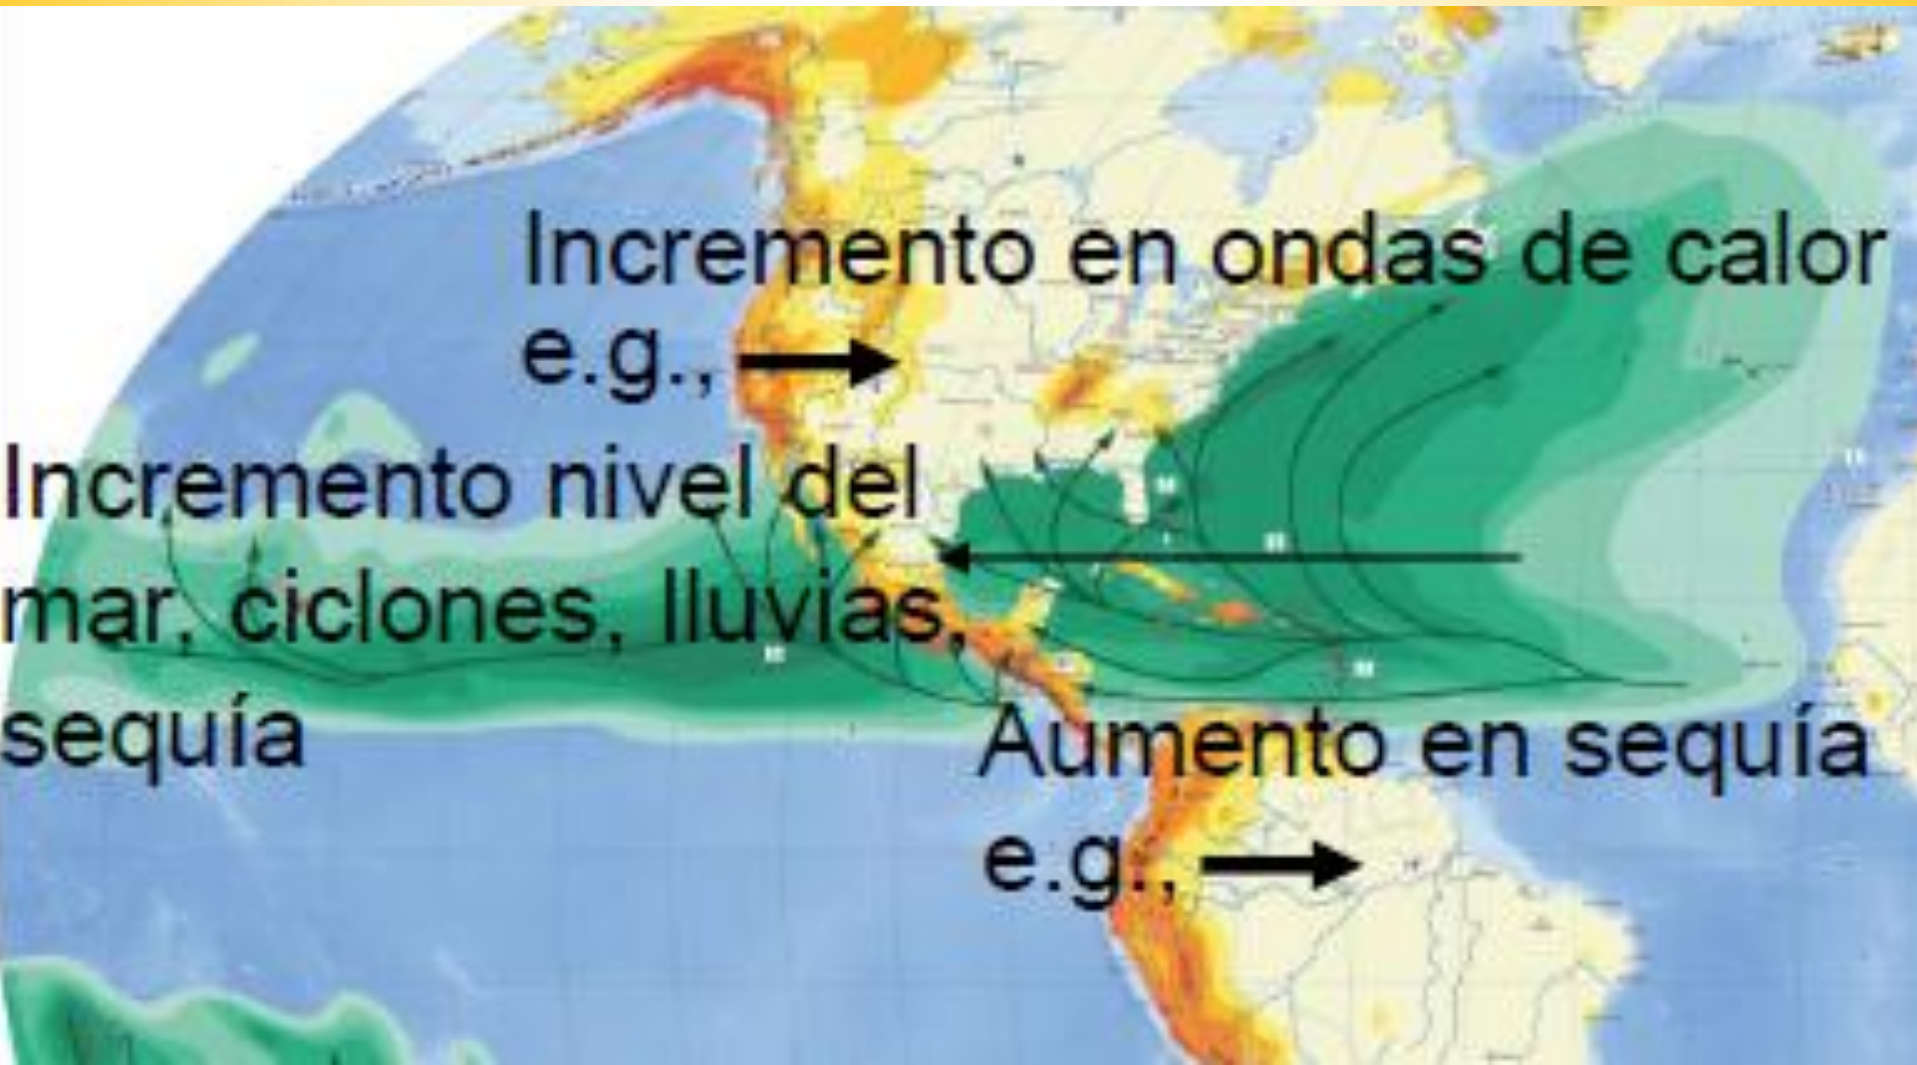 Incremento en ondas de calor
e.g.,
Incremento nivel del
mar, ciclones, lluvias,
sequía
Aumento en sequía
e.g.,